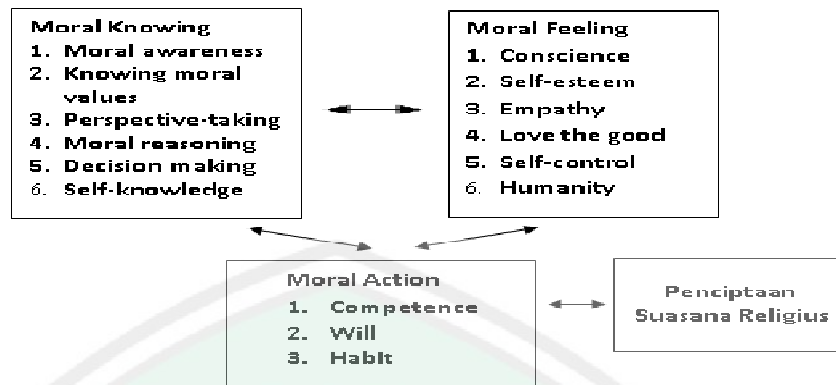 Moral Knowing
1. Moral awareness
2. Knowing moral
values
3. Perspective-taking
4. Moral reasoning
5. Decision making
6. Self-knowledge
Moral Feeling
1. Conscience
2. Self-esteem
3. Empathy
4. Love the good
5. Self-control
6. Humanity
Moral Action
1. Competence
2. Will
3. Habit
Penciptaan
Suasana Religius